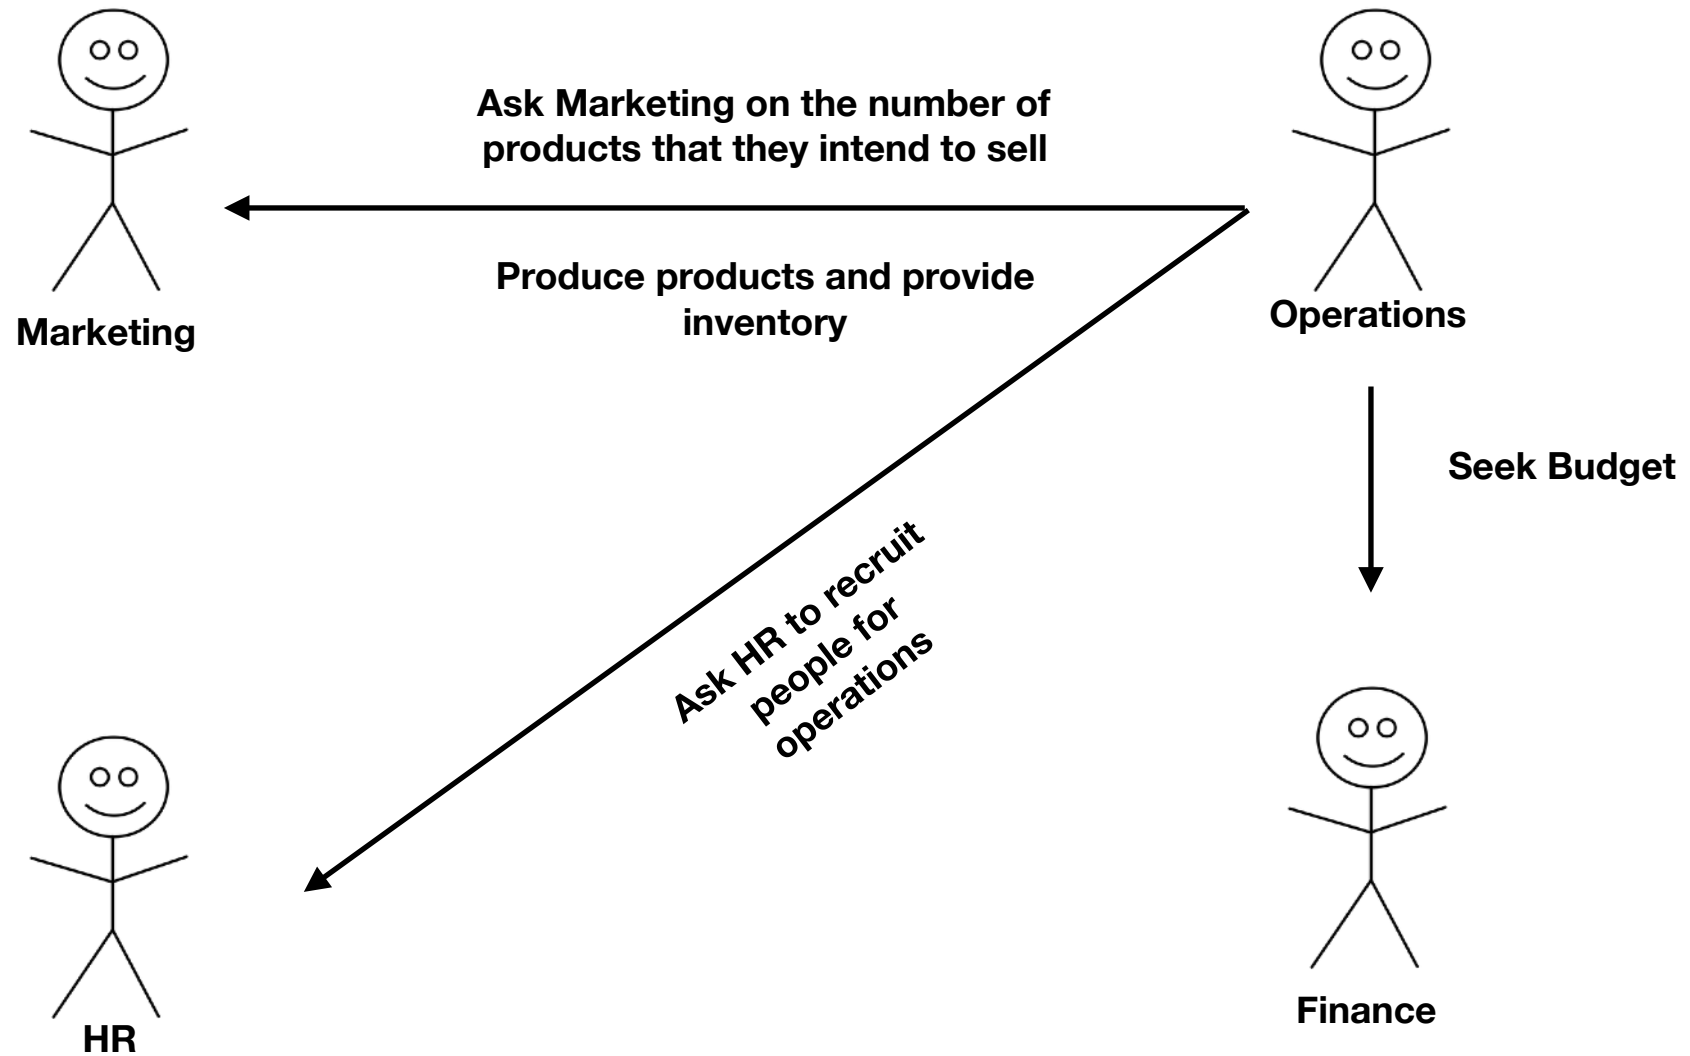 Ask Marketing on the number of
products that they intend to sell
Produce products and provide
inventory
Marketing
Operations
Seek Budget
Ask HR to recruit
people for
operations
HR
Finance